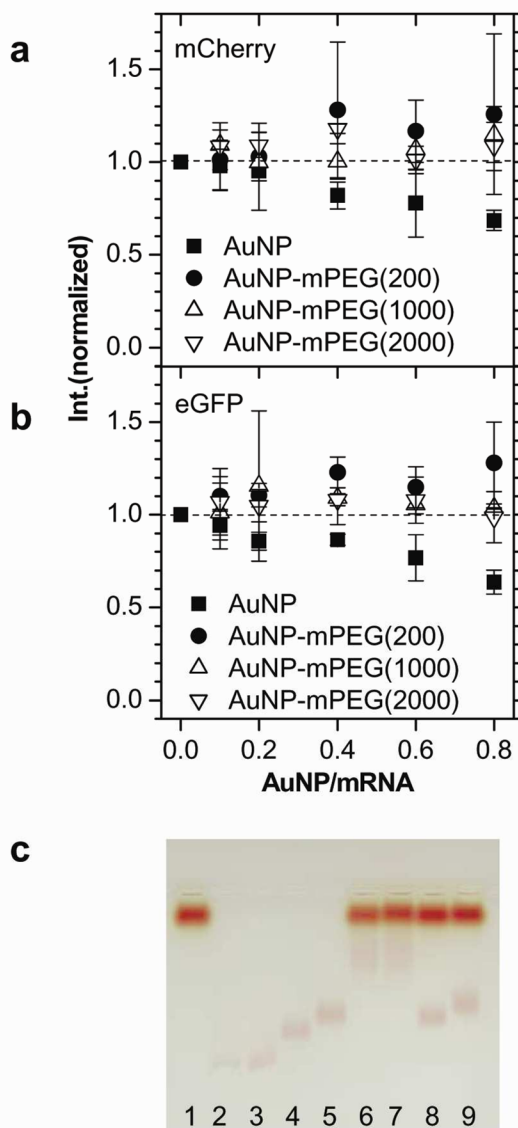 a
mCherry
1.5
1.0
0.5
0.0
AuNP
AuNP-mPEG(200)
AuNP-mPEG(1000)
AuNP-mPEG(2000)
Int.(normalized)
b
eGFP
1.5
1.0
0.5
0.0
AuNP
AuNP-mPEG(200)
AuNP-mPEG(1000)
AuNP-mPEG(2000)
0.0 0.2 0.4 0.6 0.8
AuNP/mRNA
c
1 2 3 4 5 6 7 8 9